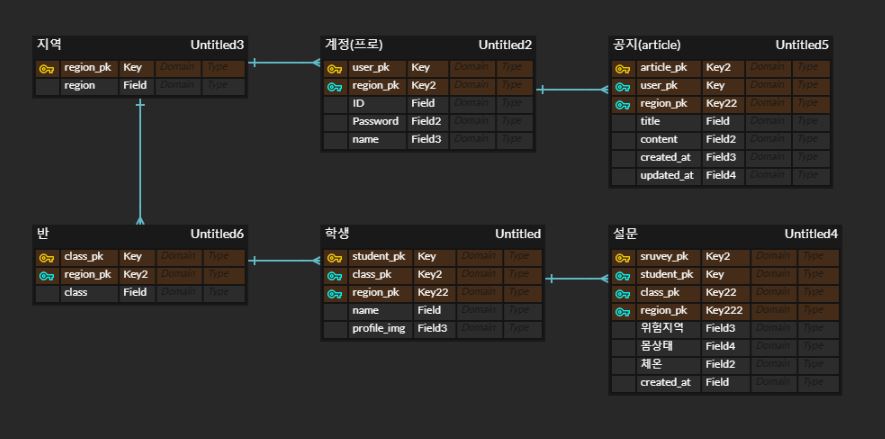 지역 Untitled3
region_pk Key Domain Type
region Field Domain Type
계정(프로) Untitled2
user_pk Key Domain Type
region_pk Key2 Domain Type
ID Field Domain Type
Password Field2 Domain Type
name Field3 Domain Type
공지(article) Untitled5
article_pk Key2 Domain Type
user_pk Key Domain Type
region_pk Key22 Domain Type
title Field Domain Type
content Field2 Domain Type
created_at Field3 Domain Type
updated_at Field4 Domain Type
반 Untitled6
class_pk Key Domain Type
region_pk Key2 Domain Type
class Field Domain Type
학생 Untitled
student_pk Key Domain Type
class_pk Key2 Domain Type
region_pk Key22 Domain Type
name Field Domain Type
profile_img Field3 Domain Type
설문 Untitled4
sruvey_pk Key2 Domain Type
student_pk Key Domain Type
class_pk Key22 Domain Type
region_pk Key222 Domain Type
위험지역 Field3 Domain Type
몸상태 Field4 Domain Type
체온 Field2 Domain Type
created_at Field Domain Type